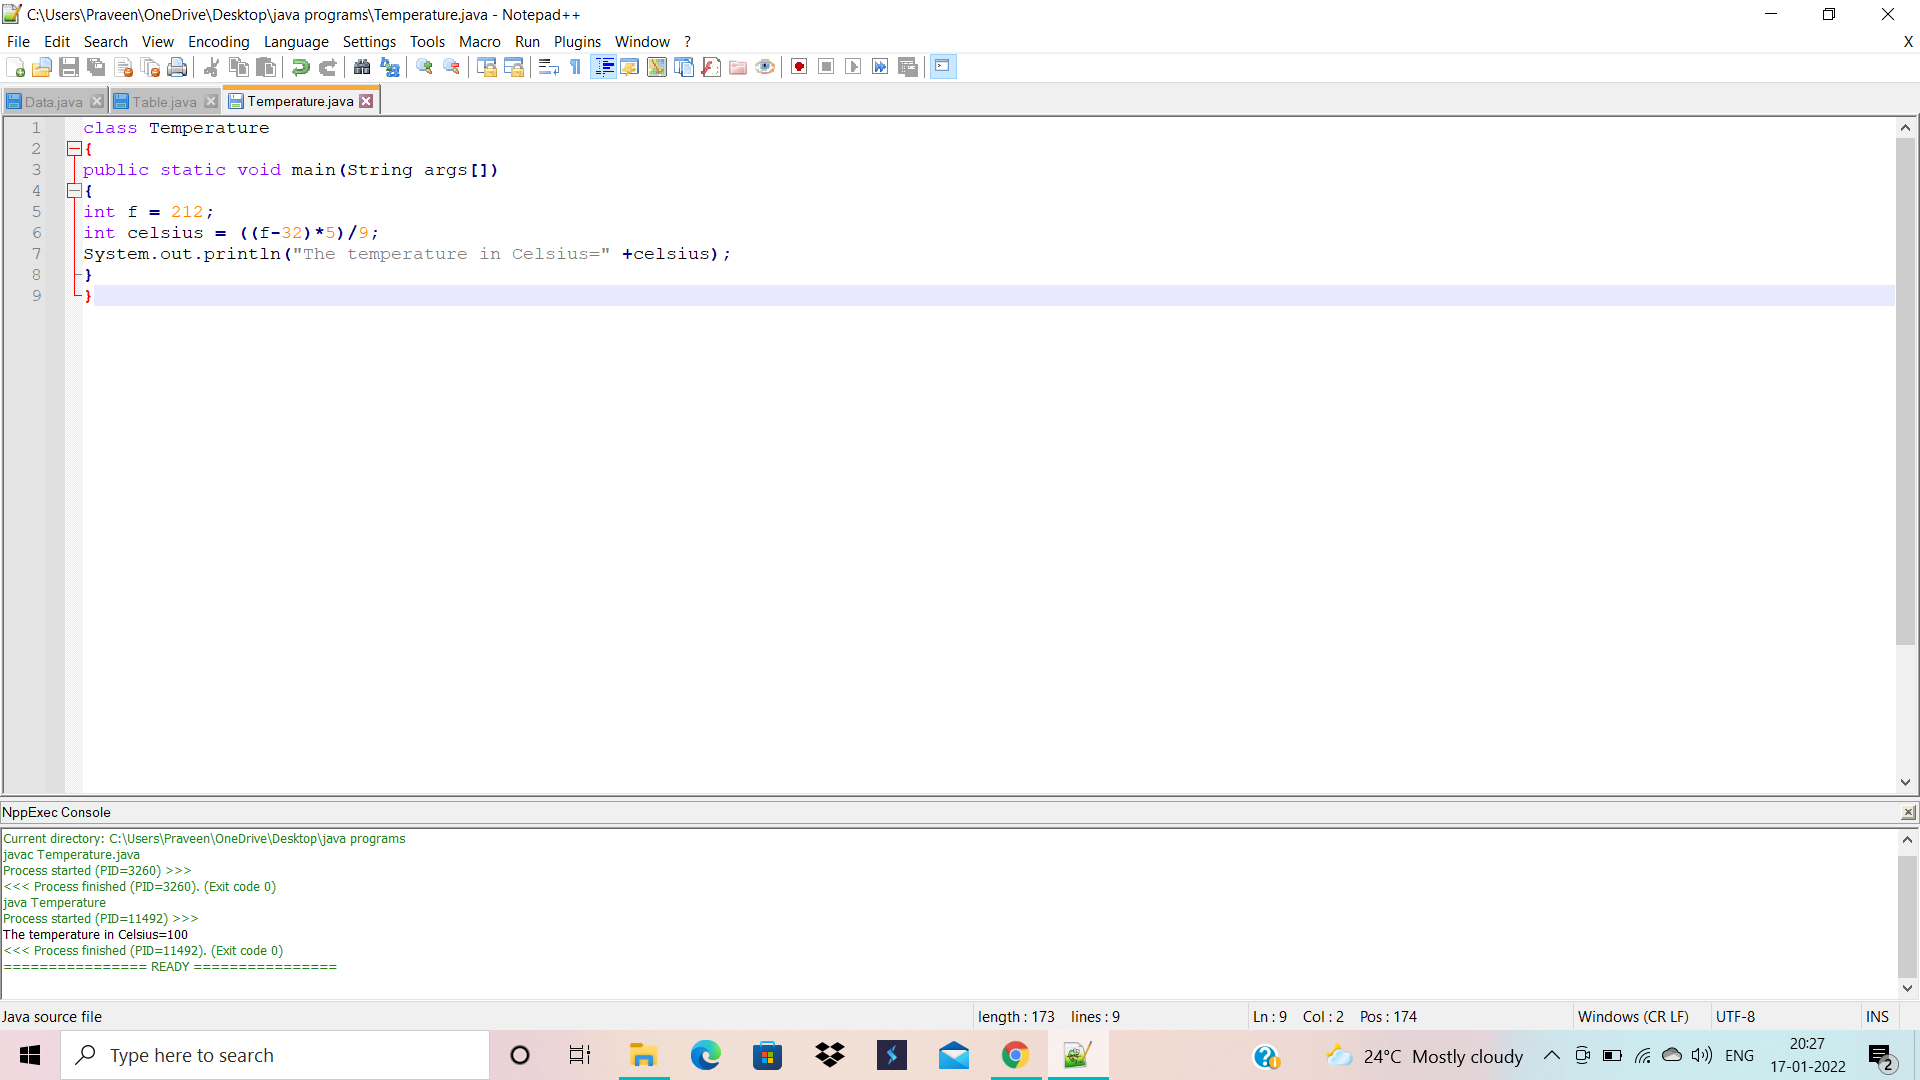 C:\Users\Praveen\OneDrive\Desktop\java programs\Temperature.java - Notepad++
File Edit Search View Encoding Language Settings Tools Macro Run Plugins Window ? X
Data.java Table.java Temperature.java
1 class Temperature
2 {
3 public static void main(String args[])
4 {
5 int f = 212;
6 int celsius = ((f-32)*5)/9;
7 System.out.println("The temperature in Celsius=" +celsius);
8 }
9 }
NppExec Console
Current directory: C:\Users\Praveen\OneDrive\Desktop\java programs
javac Temperature.java
Process started (PID=3260) >>>
<<< Process finished (PID=3260). (Exit code 0)
java Temperature
Process started (PID=11492) >>>
The temperature in Celsius=100
<<< Process finished (PID=11492). (Exit code 0)
================ READY ================
Java source file length : 173 lines : 9 Ln : 9 Col : 2 Pos : 174 Windows (CR LF) UTF-8 INS
Type here to search 24°C Mostly cloudy ENG 20:27
17-01-2022 2